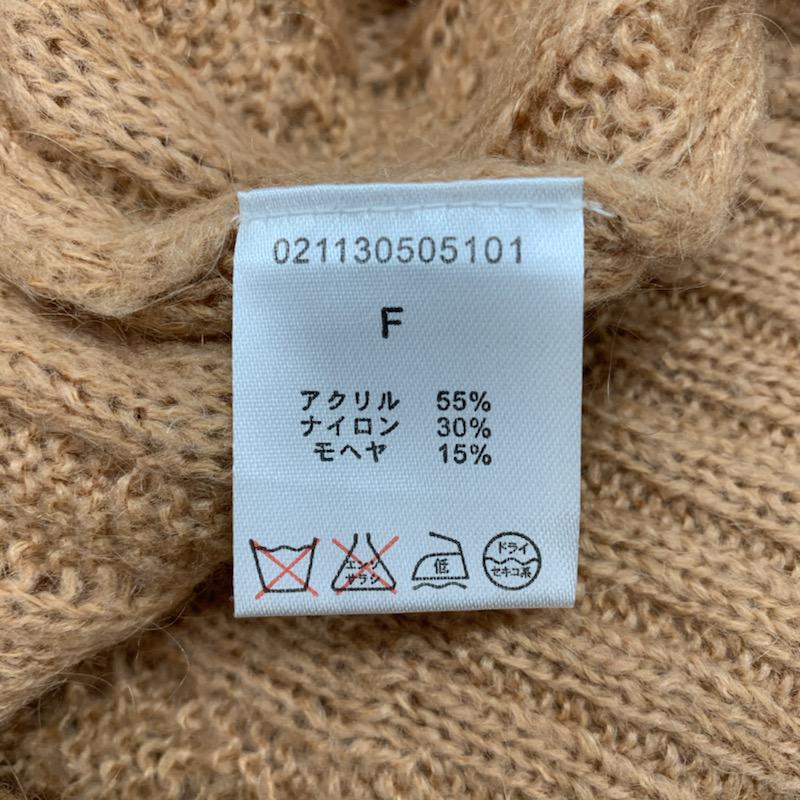 021130505101
F
アクリル 55%
ナイロン 30%
モヘヤ 15%
エンソ
サラシ
低
ドライ
セキユ系